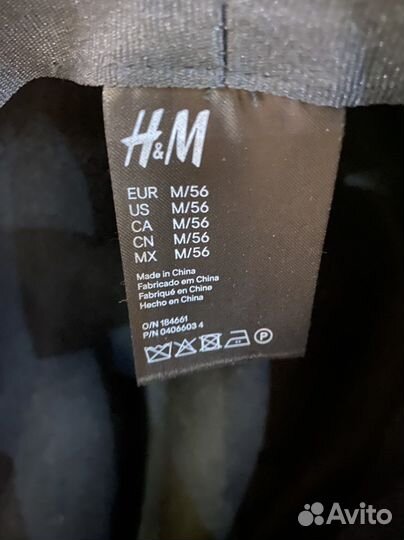 H&M
EUR M/56
US M/56
CA M/56
CN M/56
MX M/56
Made in China
Fabricado em China
Fabriqué en Chine
Hecho en China
O/N 184661
P/N 0406603 4
P
Avito